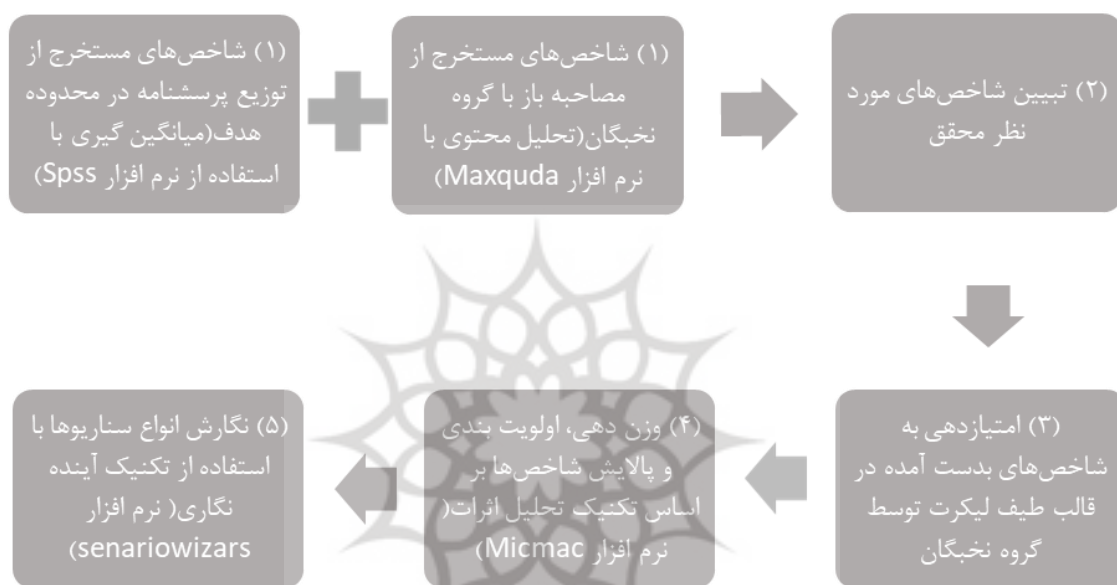 (۱) شاخص‌های مستخرج از
توزیع پرسشنامه در محدوده
هدف(میانگین گیری با
استفاده از نرم افزار Spss)
(۱) شاخص‌های مستخرج از
مصاحبه باز با گروه
نخبگان(تحلیل محتوی با
نرم افزار Maxquda)
(۲) تبیین شاخص‌های مورد
نظر محقق
(۳) امتیازدهی به
شاخص‌های بدست آمده در
قالب طیف لیکرت توسط
گروه نخبگان
(۴) وزن دهی، اولویت بندی
و پالایش شاخص‌ها بر
اساس تکنیک تحلیل اثرات(
نرم افزار Micmac)
(۵) نگارش انواع سناریوها با
استفاده از تکنیک آینده
نگاری( نرم افزار
senariowizars)